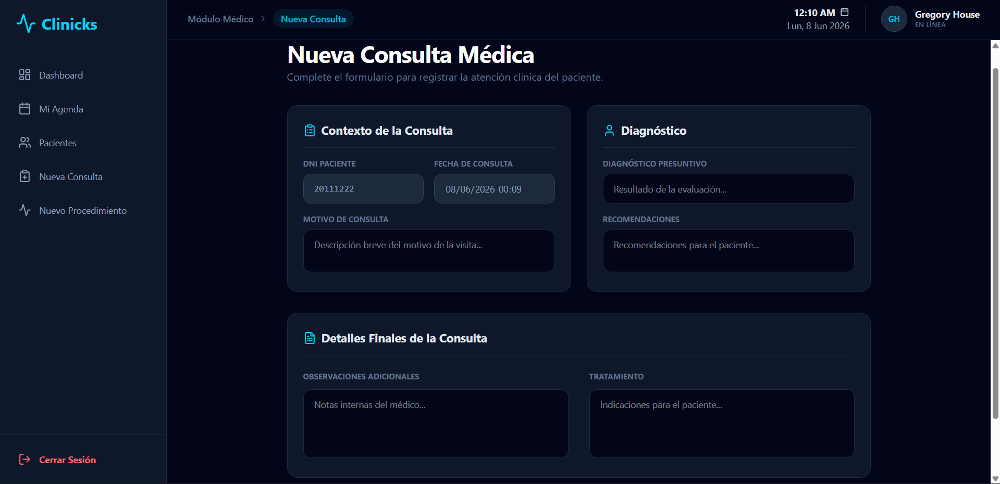 Clinicks
Dashboard
Mi Agenda
Pacientes
Nueva Consulta
Nuevo Procedimiento
Cerrar Sesión
Módulo Médico
Nueva Consulta
12:10 AM
Lun, 8 Jun 2026
GH
Gregory House
EN LÍNEA
Nueva Consulta Médica
Complete el formulario para registrar la atención clínica del paciente.
Contexto de la Consulta
DNI PACIENTE
FECHA DE CONSULTA
20111222
08/06/2026 00:09
MOTIVO DE CONSULTA
Descripción breve del motivo de la visita...
Diagnóstico
DIAGNÓSTICO PRESUNTIVO
Resultado de la evaluación...
RECOMENDACIONES
Recomendaciones para el paciente...
Detalles Finales de la Consulta
OBSERVACIONES ADICIONALES
Notas internas del médico...
TRATAMIENTO
Indicaciones para el paciente...